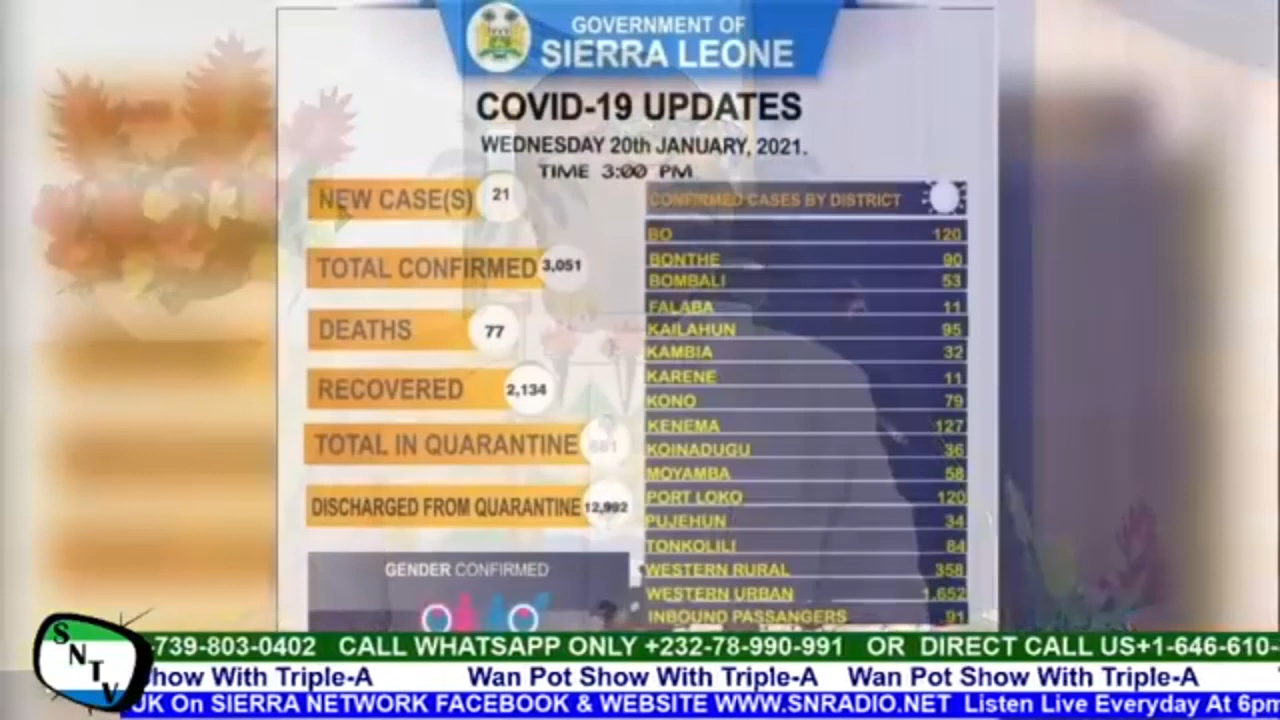 GOVERNMENT OF
SIERRA LEONE
COVID-19 UPDATES
WEDNESDAY 20th JANUARY, 2021.
TIME 3:00 PM
NEW CASE(S) 21
TOTAL CONFIRMED 3,051
DEATHS 77
RECOVERED 2,134
TOTAL IN QUARANTINE
DISCHARGED FROM QUARANTINE 12,992
GENDER CONFIRMED
CONFIRMED CASES BY DISTRICT
BO 120
BONTHE 90
BOMBALI 53
FALABA 11
KAILAHUN 95
KAMBIA 32
KARENE 11
KONO 79
KENEMA 127
KOINADUGU 36
MOYAMBA 58
PORT LOKO 120
PUJEHUN 34
TONKOLILI 84
WESTERN RURAL 358
WESTERN URBAN 1,652
INBOUND PASSANGERS 91
SNTV
-739-803-0402 CALL WHATSAPP ONLY +232-78-990-991 OR DIRECT CALL US+1-646-610-
how With Triple-A Wan Pot Show With Triple-A Wan Pot Show With Triple-A
UK On SIERRA NETWORK FACEBOOK & WEBSITE WWW.SNRADIO.NET Listen Live Everyday At 6pm